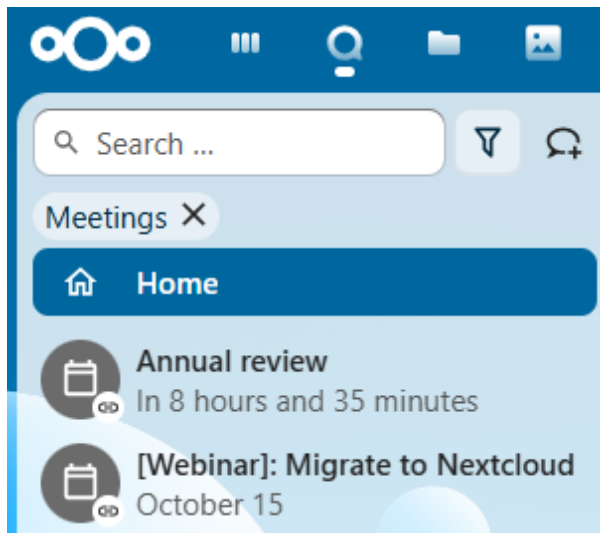 Search ...
Meetings
Home
Annual review
In 8 hours and 35 minutes
[Webinar]: Migrate to Nextcloud
October 15